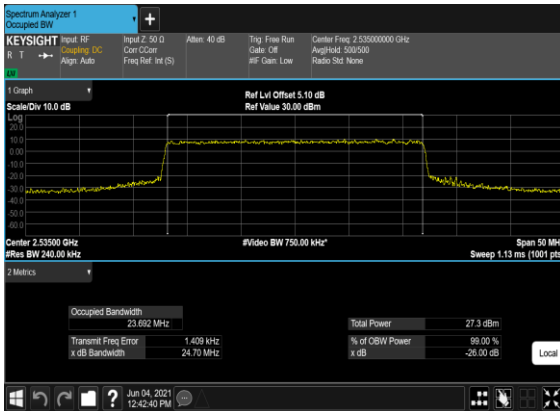 Spectrum Analyzer 1
Occupied BW
+
KEYSIGHT Input: RF Input Z: 50 Ω Atten: 40 dB Trig: Free Run Center Freq: 2.535000000 GHz
R T Coupling: DC Corr CCorr Gate: Off Avg|Hold: 500/500
Align: Auto Freq Ref: Int (S) #IF Gain: Low Radio Std: None
LW
1 Graph
Ref Lvl Offset 5.10 dB
Scale/Div 10.0 dB Ref Value 30.00 dBm
Log
20.0
10.0
0.00
-10.0
-20.0
-30.0
-40.0
-50.0
-60.0
Center 2.53500 GHz #Video BW 750.00 kHz* Span 50 MH
#Res BW 240.00 kHz Sweep 1.13 ms (1001 pts
2 Metrics
Occupied Bandwidth
23.692 MHz Total Power 27.3 dBm
Transmit Freq Error 1.409 kHz % of OBW Power 99.00 %
x dB Bandwidth 24.70 MHz x dB -26.00 dB
Local
?
Jun 04, 2021
12:42:40 PM